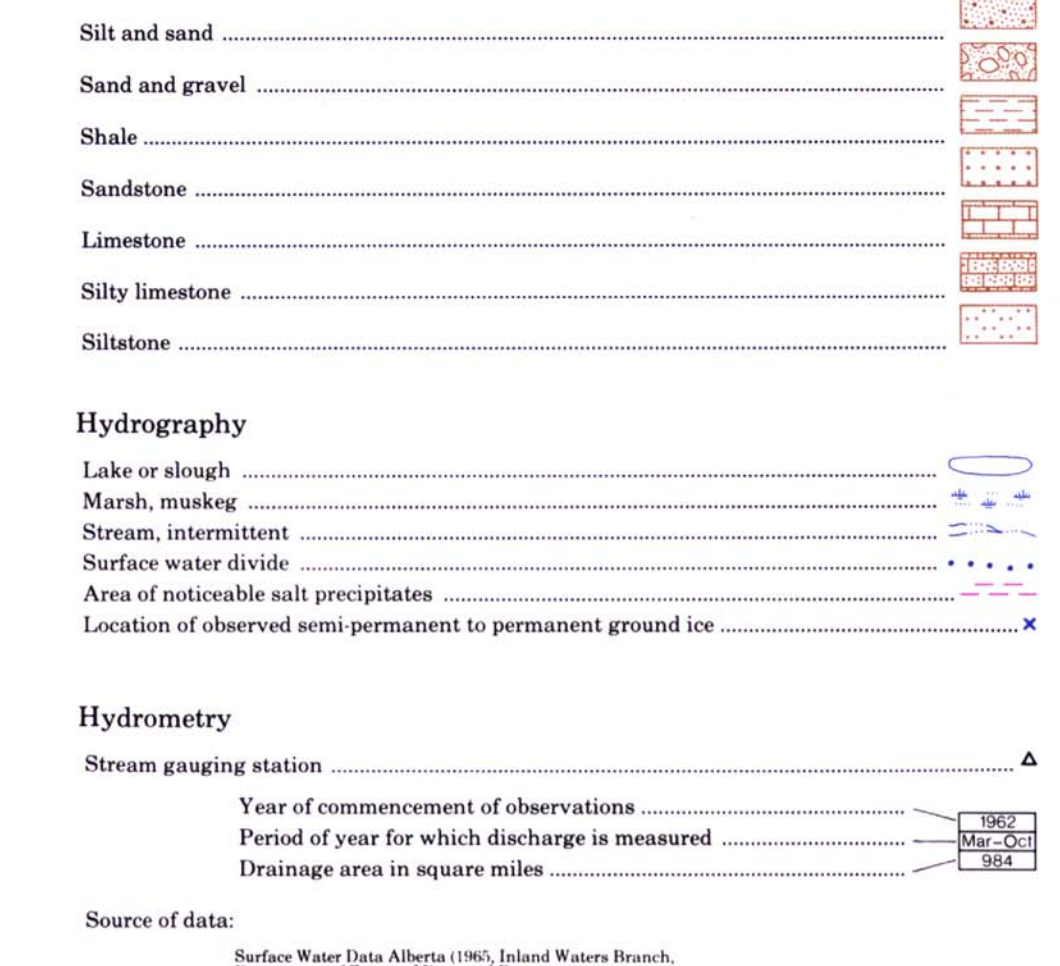 Silt and sand
Sand and gravel
Shale
Sandstone
Limestone
Silty limestone
Siltstone
Hydrography
Lake or slough
Marsh, muskeg
Stream, intermittent
Surface water divide
Area of noticeable salt precipitates
Location of observed semi-permanent to permanent ground ice
Hydrometry
Stream gauging station
Year of commencement of observations
1962
Period of year for which discharge is measured
Mar-Oct
Drainage area in square miles
984
Source of data:
Surface Water Data Alberta (1965, Inland Waters Branch,